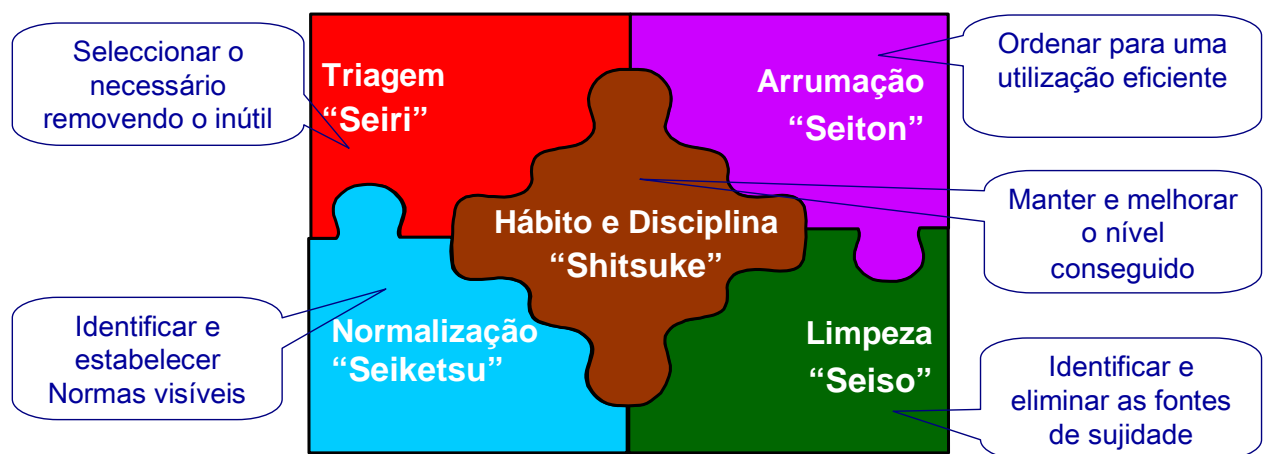 Seleccionar o
necessário
removendo o inútil
Triagem
“Seiri”
Arrumação
“Seiton”
Ordenar para uma
utilização eficiente
Hábito e Disciplina
“Shitsuke”
Manter e melhorar
o nível
conseguido
Identificar e
estabelecer
Normas visíveis
Normalização
“Seiketsu”
Limpeza
“Seiso”
Identificar e
eliminar as fontes
de sujidade